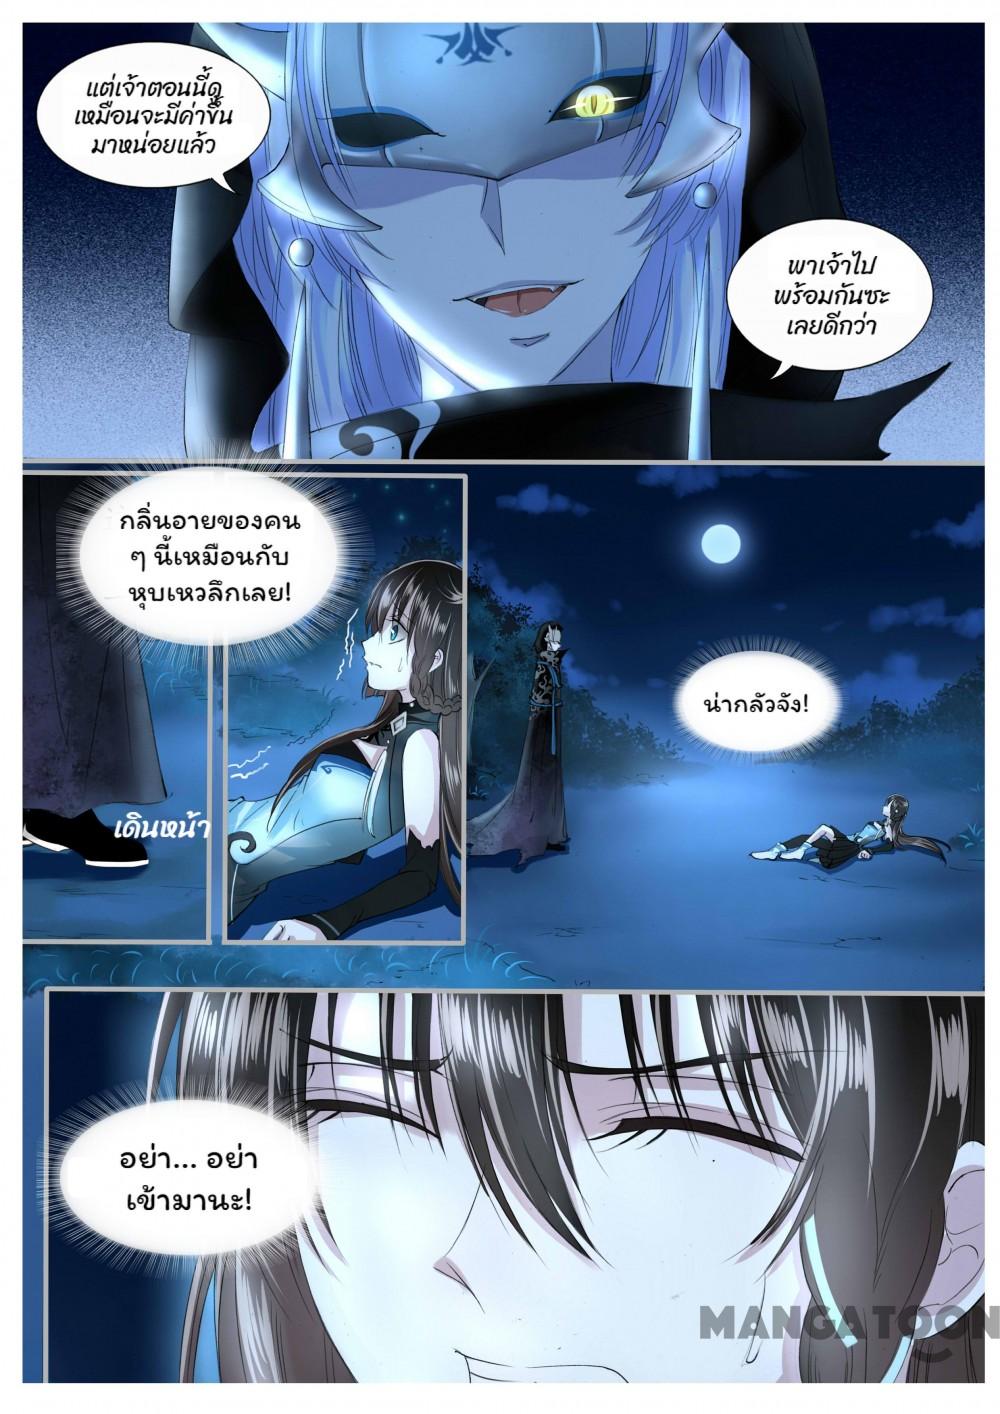 แต่เจ้าตอนนี้ดู
เหมือนจะมีค่าขึ้น
มาหน่อยแล้ว
พาเจ้าไป
พร้อมกันซะ
เลยดีกว่า
กลิ่นอายของคน
ๆ นี้เหมือนกับ
หุบเหวลึกเลย!
เดินหน้า
น่ากลัวจัง!
อย่า... อย่า
เข้ามานะ!
MANGATOON